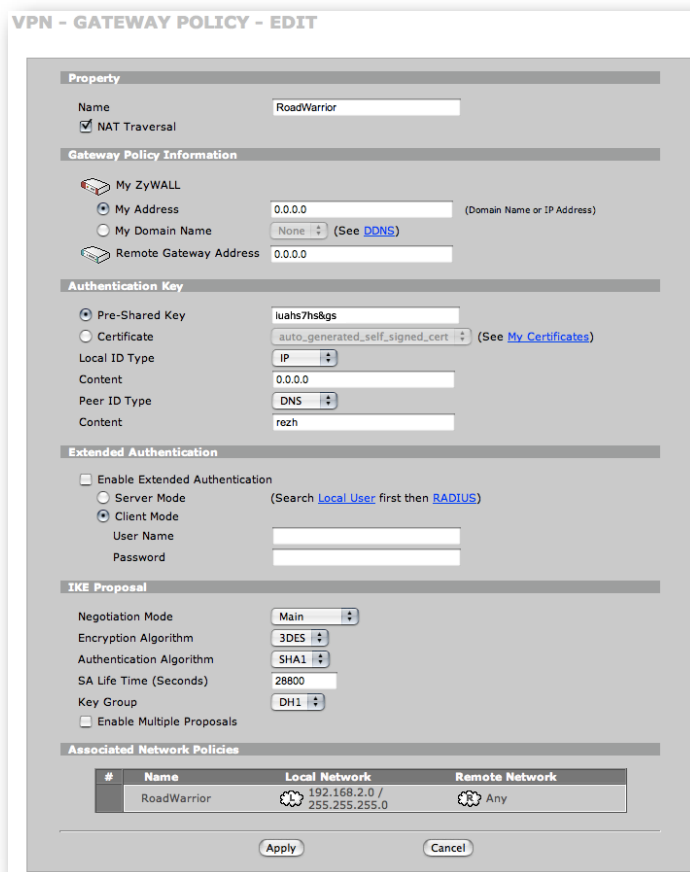 VPN - GATEWAY POLICY - EDIT
Property
Name RoadWarrior
NAT Traversal
Gateway Policy Information
My ZyWALL
My Address 0.0.0.0 (Domain Name or IP Address)
My Domain Name None (See DDNS)
Remote Gateway Address 0.0.0.0
Authentication Key
Pre-Shared Key iuahs7hs&gs
Certificate auto_generated_self_signed_cert (See My Certificates)
Local ID Type IP
Content 0.0.0.0
Peer ID Type DNS
Content rezh
Extended Authentication
Enable Extended Authentication
Server Mode (Search Local User first then RADIUS)
Client Mode
User Name
Password
IKE Proposal
Negotiation Mode Main
Encryption Algorithm 3DES
Authentication Algorithm SHA1
SA Life Time (Seconds) 28800
Key Group DH1
Enable Multiple Proposals
Associated Network Policies
# Name Local Network Remote Network
RoadWarrior L 192.168.2.0 / R Any
255.255.255.0
Apply Cancel